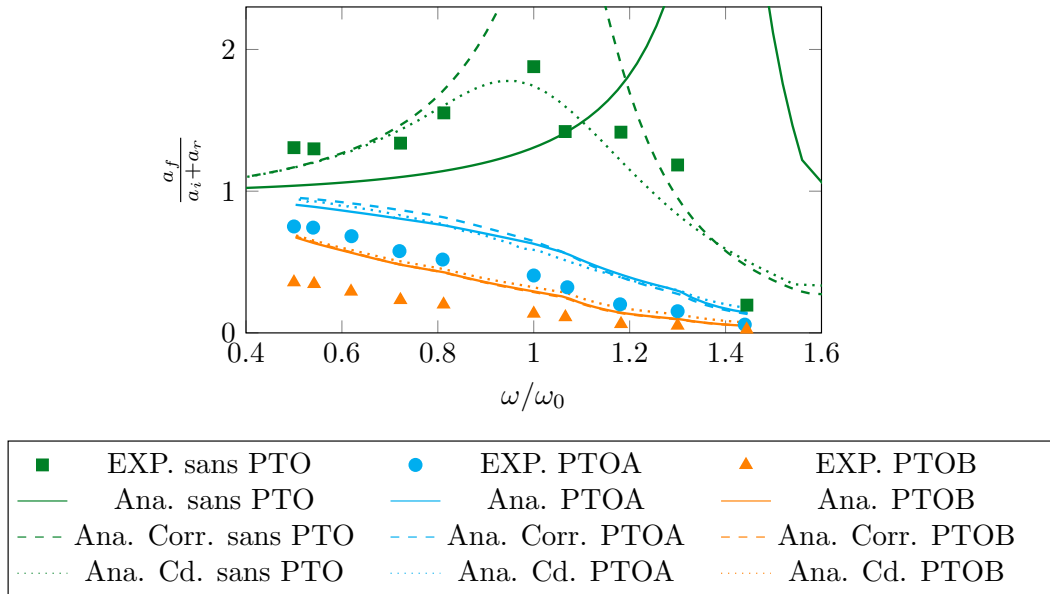 2
1
0
a_f
a_i+a_r
0.4 0.6 0.8 1 1.2 1.4 1.6
ω/ω₀
EXP. sans PTO EXP. PTOA EXP. PTOB
Ana. sans PTO Ana. PTOA Ana. PTOB
Ana. Corr. sans PTO Ana. Corr. PTOA Ana. Corr. PTOB
Ana. Cd. sans PTO Ana. Cd. PTOA Ana. Cd. PTOB